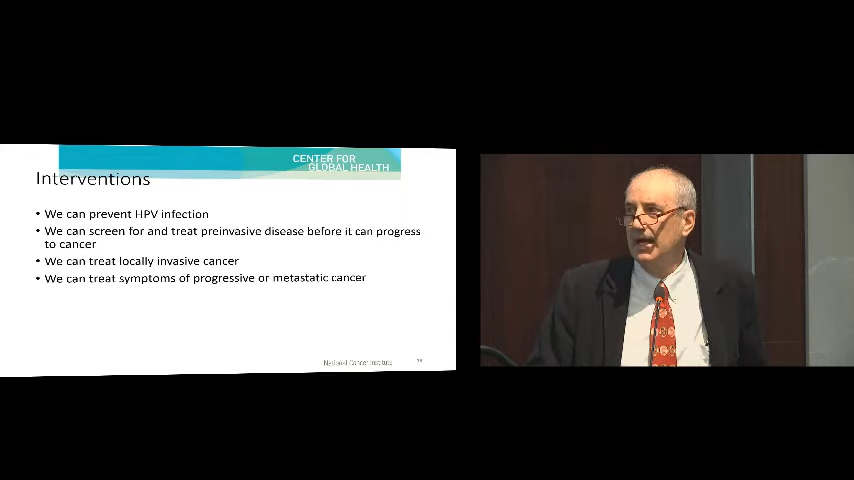 CENTER FOR
GLOBAL HEALTH
Interventions
• We can prevent HPV infection
• We can screen for and treat preinvasive disease before it can progress
to cancer
• We can treat locally invasive cancer
• We can treat symptoms of progressive or metastatic cancer
National Cancer Institute